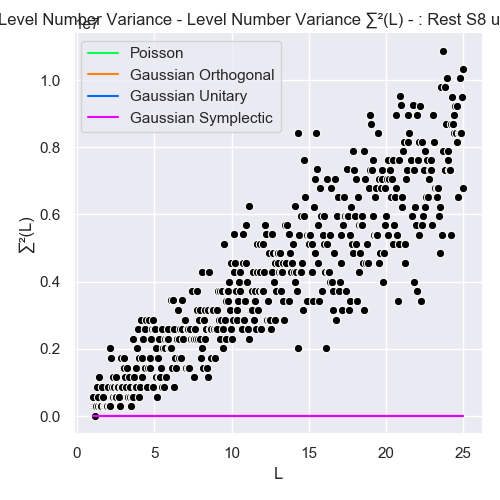 Level Number Variance - Level Number Variance ∑²(L) - : Rest S8 u
1e7
Poisson
Gaussian Orthogonal
Gaussian Unitary
Gaussian Symplectic
1.0
0.8
0.6
0.4
0.2
0.0
∑²(L)
0 5 10 15 20 25
L